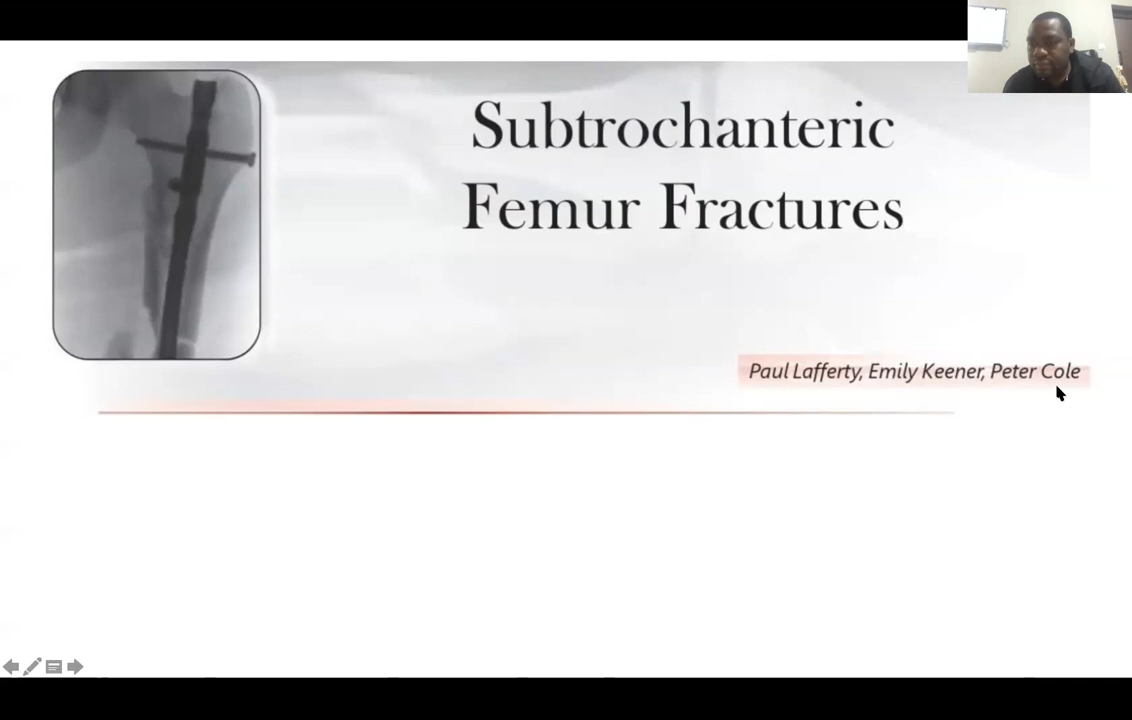 Subtrochanteric
Femur Fractures
Paul Lafferty, Emily Keener, Peter Cole